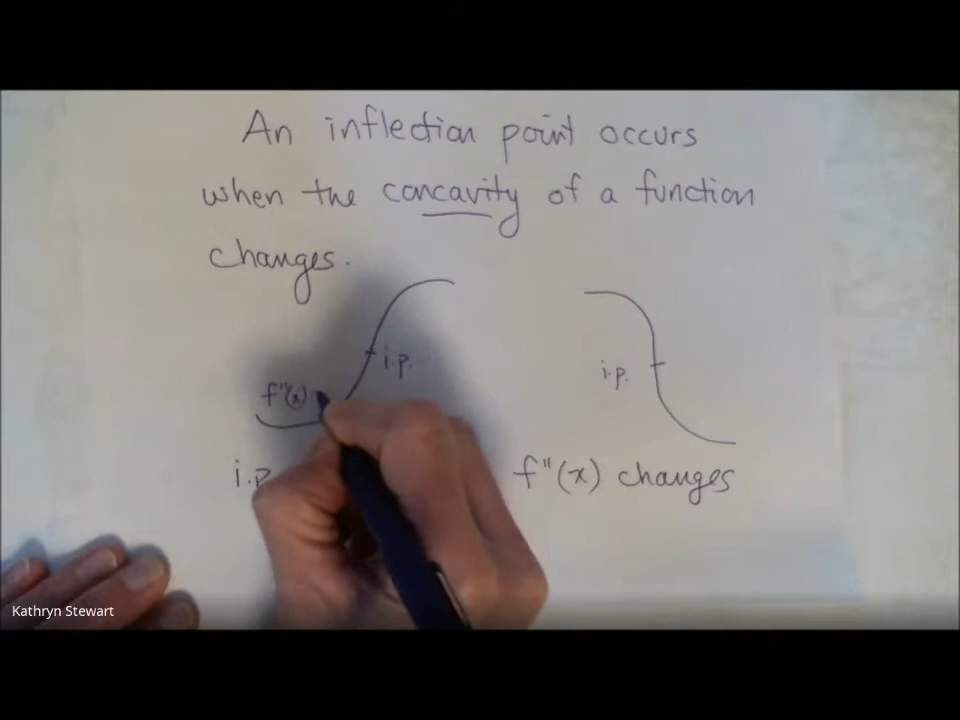 An inflection point occurs
when the concavity of a function
changes.
i.p.
i.p.
f"(x)
i.p
f"(x) changes
Kathryn Stewart